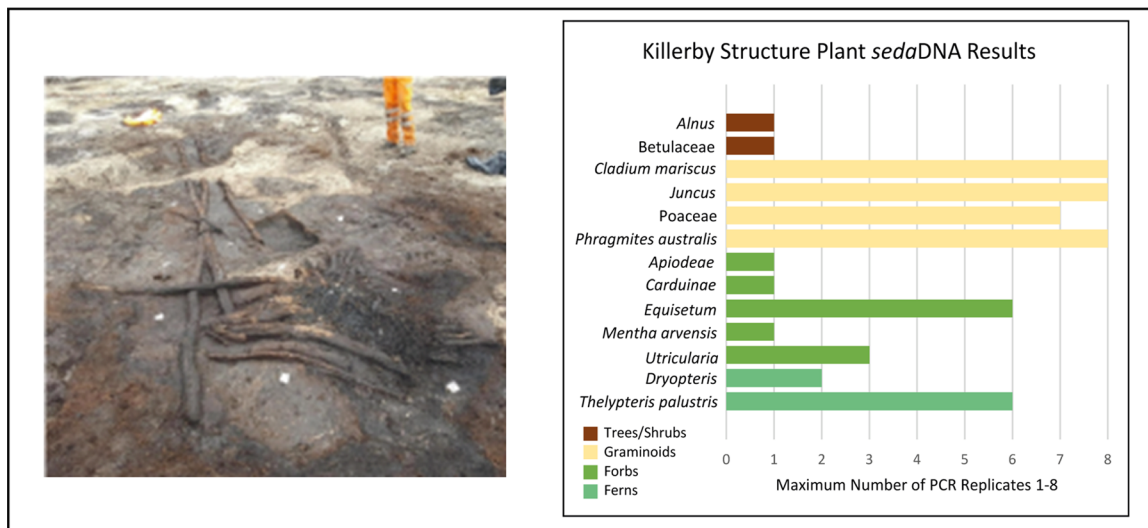 Killerby Structure Plant sedaDNA Results
Alnus
Betulaceae
Cladium mariscus
Juncus
Poaceae
Phragmites australis
Apiodeae
Carduinae
Equisetum
Mentha arvensis
Utricularia
Dryopteris
Thelypteris palustris
Trees/Shrubs
Graminoids
Forbs
Ferns
0 1 2 3 4 5 6 7 8
Maximum Number of PCR Replicates 1-8